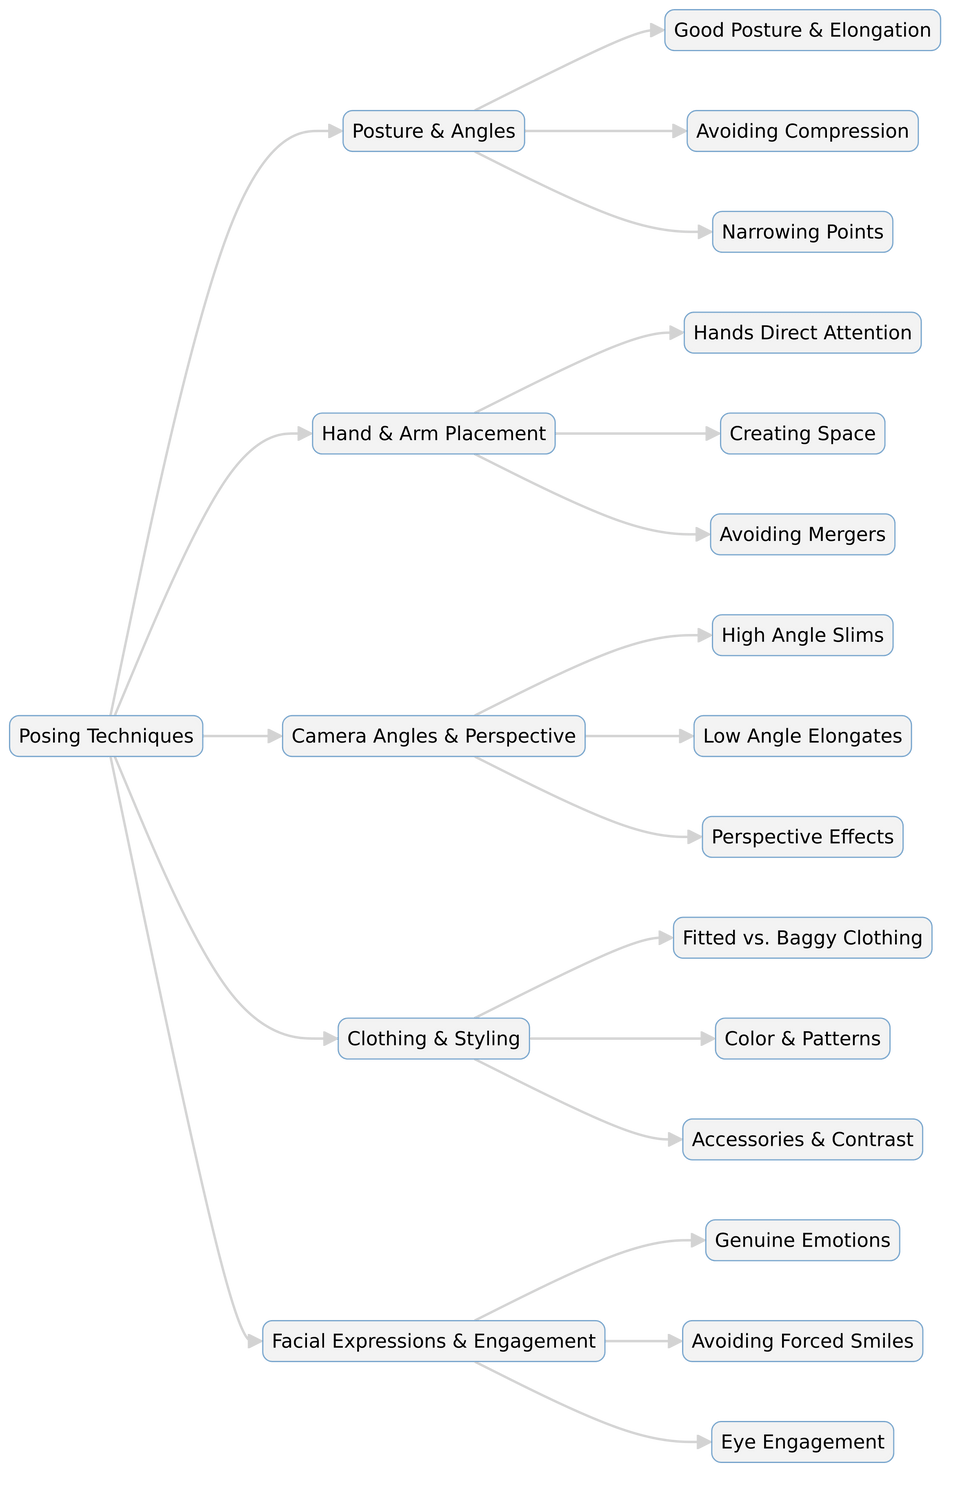 Posing Techniques
Posture & Angles
Good Posture & Elongation
Avoiding Compression
Narrowing Points
Hand & Arm Placement
Hands Direct Attention
Creating Space
Avoiding Mergers
Camera Angles & Perspective
High Angle Slims
Low Angle Elongates
Perspective Effects
Clothing & Styling
Fitted vs. Baggy Clothing
Color & Patterns
Accessories & Contrast
Facial Expressions & Engagement
Genuine Emotions
Avoiding Forced Smiles
Eye Engagement